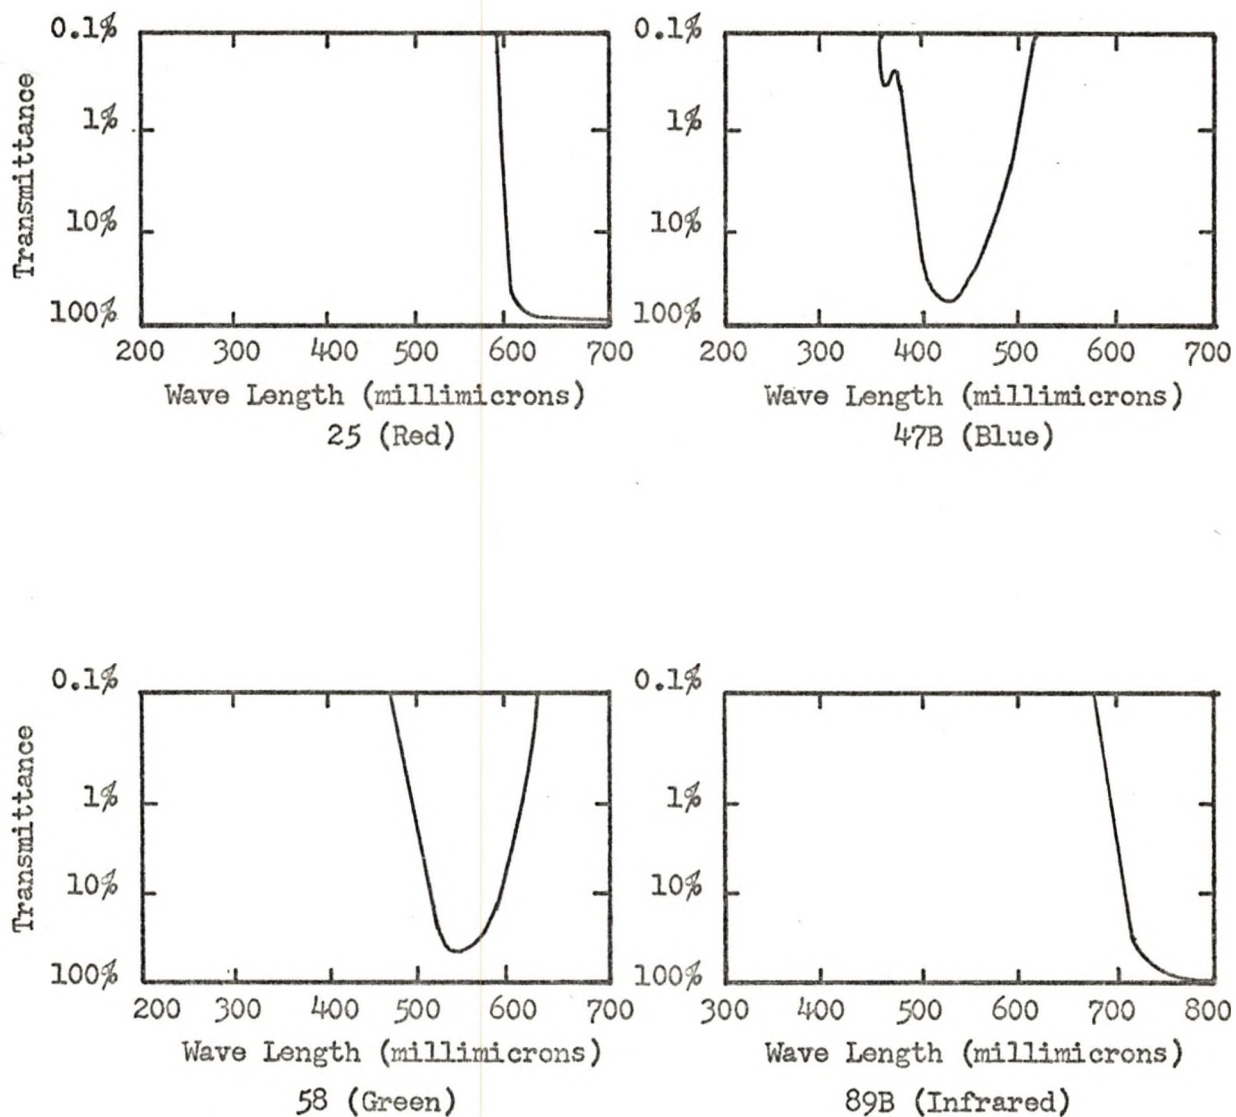 0.1%
1%
10%
100%
Transmittance
200 300 400 500 600 700
Wave Length (millimicrons)
25 (Red)
0.1%
1%
10%
100%
200 300 400 500 600 700
Wave Length (millimicrons)
47B (Blue)
0.1%
1%
10%
100%
Transmittance
200 300 400 500 600 700
Wave Length (millimicrons)
58 (Green)
0.1%
1%
10%
100%
300 400 500 600 700 800
Wave Length (millimicrons)
89B (Infrared)